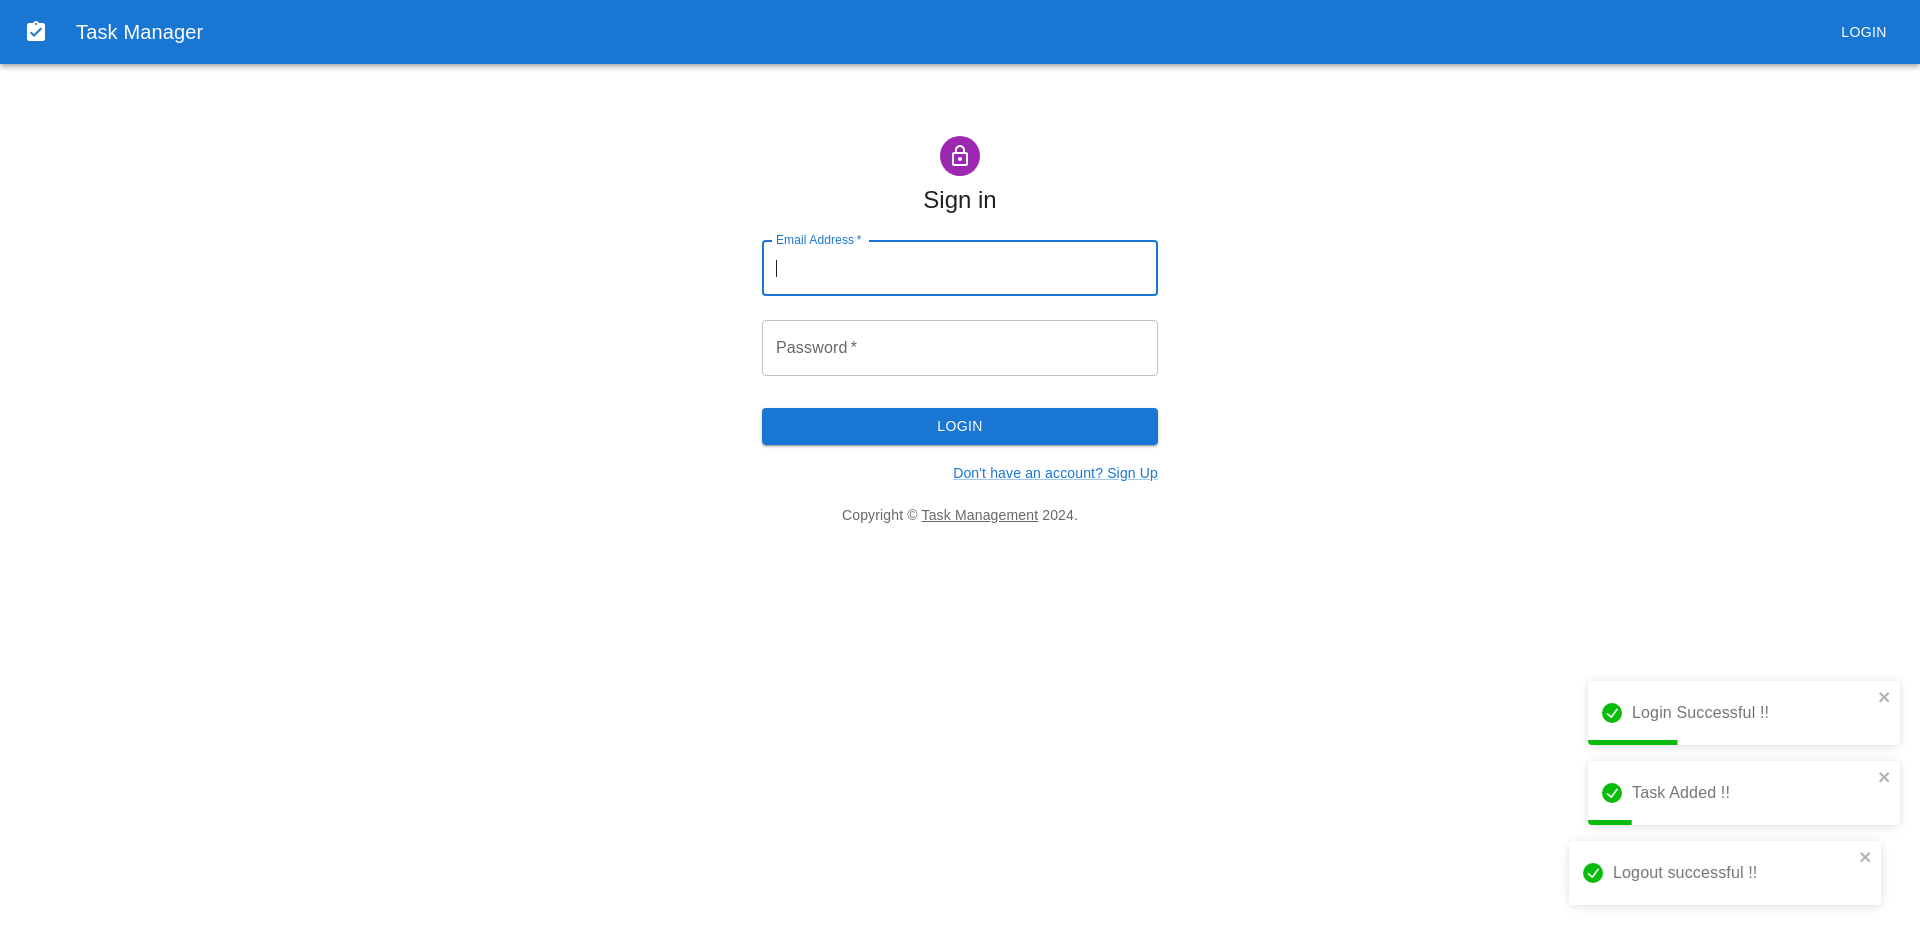 Task Manager
LOGIN
Sign in
Email Address *
Password *
LOGIN
Don't have an account? Sign Up
Copyright © Task Management 2024.
Login Successful !!
Task Added !!
Logout successful !!